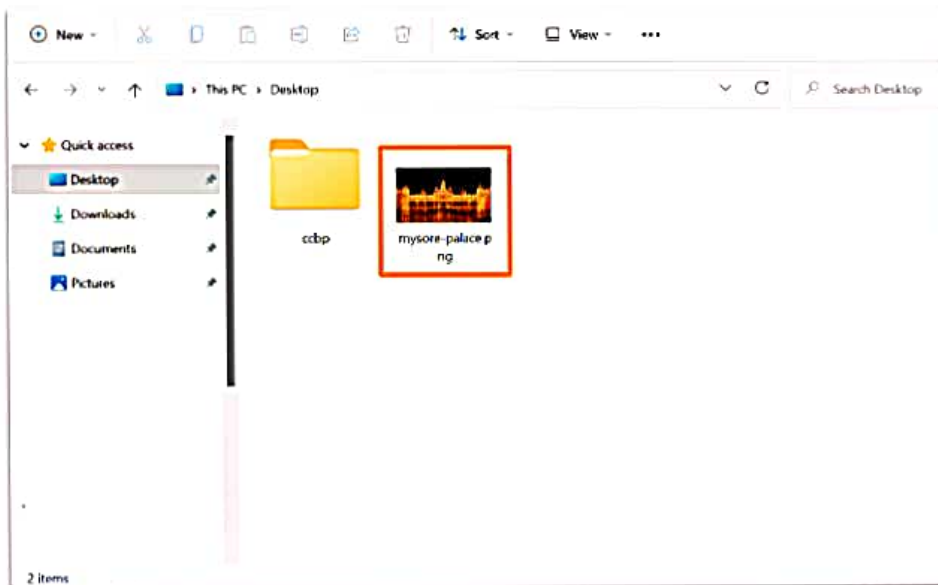 New
Sort
View
This PC > Desktop
Search Desktop
Quick access
Desktop
Downloads
Documents
Pictures
ccbp
mysore-palace.p
ng
2 items